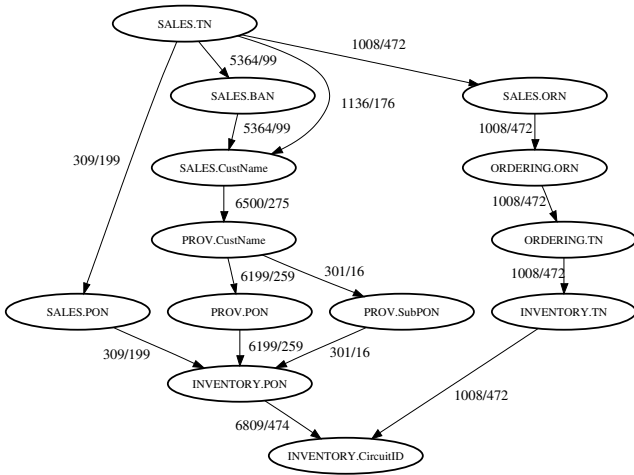 SALES.TN
1008/472
5364/99
SALES.BAN
SALES.ORN
1136/176
5364/99
1008/472
309/199
SALES.CustName
ORDERING.ORN
6500/275
1008/472
PROV.CustName
ORDERING.TN
6199/259
301/16
1008/472
SALES.PON
PROV.PON
PROV.SubPON
INVENTORY.TN
309/199
6199/259
301/16
INVENTORY.PON
1008/472
6809/474
INVENTORY.CircuitID